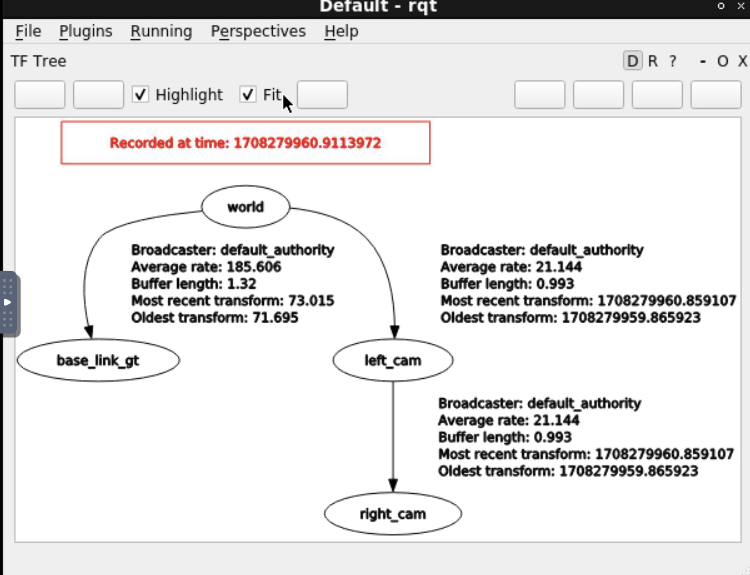 Default - rqt
File Plugins Running Perspectives Help
TF Tree
D R ? - O X
Highlight Fit
Recorded at time: 1708279960.9113972
world
Broadcaster: default_authority
Average rate: 185.606
Buffer length: 1.32
Most recent transform: 73.015
Oldest transform: 71.695
Broadcaster: default_authority
Average rate: 21.144
Buffer length: 0.993
Most recent transform: 1708279960.859107
Oldest transform: 1708279959.865923
base_link_gt
left_cam
Broadcaster: default_authority
Average rate: 21.144
Buffer length: 0.993
Most recent transform: 1708279960.859107
Oldest transform: 1708279959.865923
right_cam